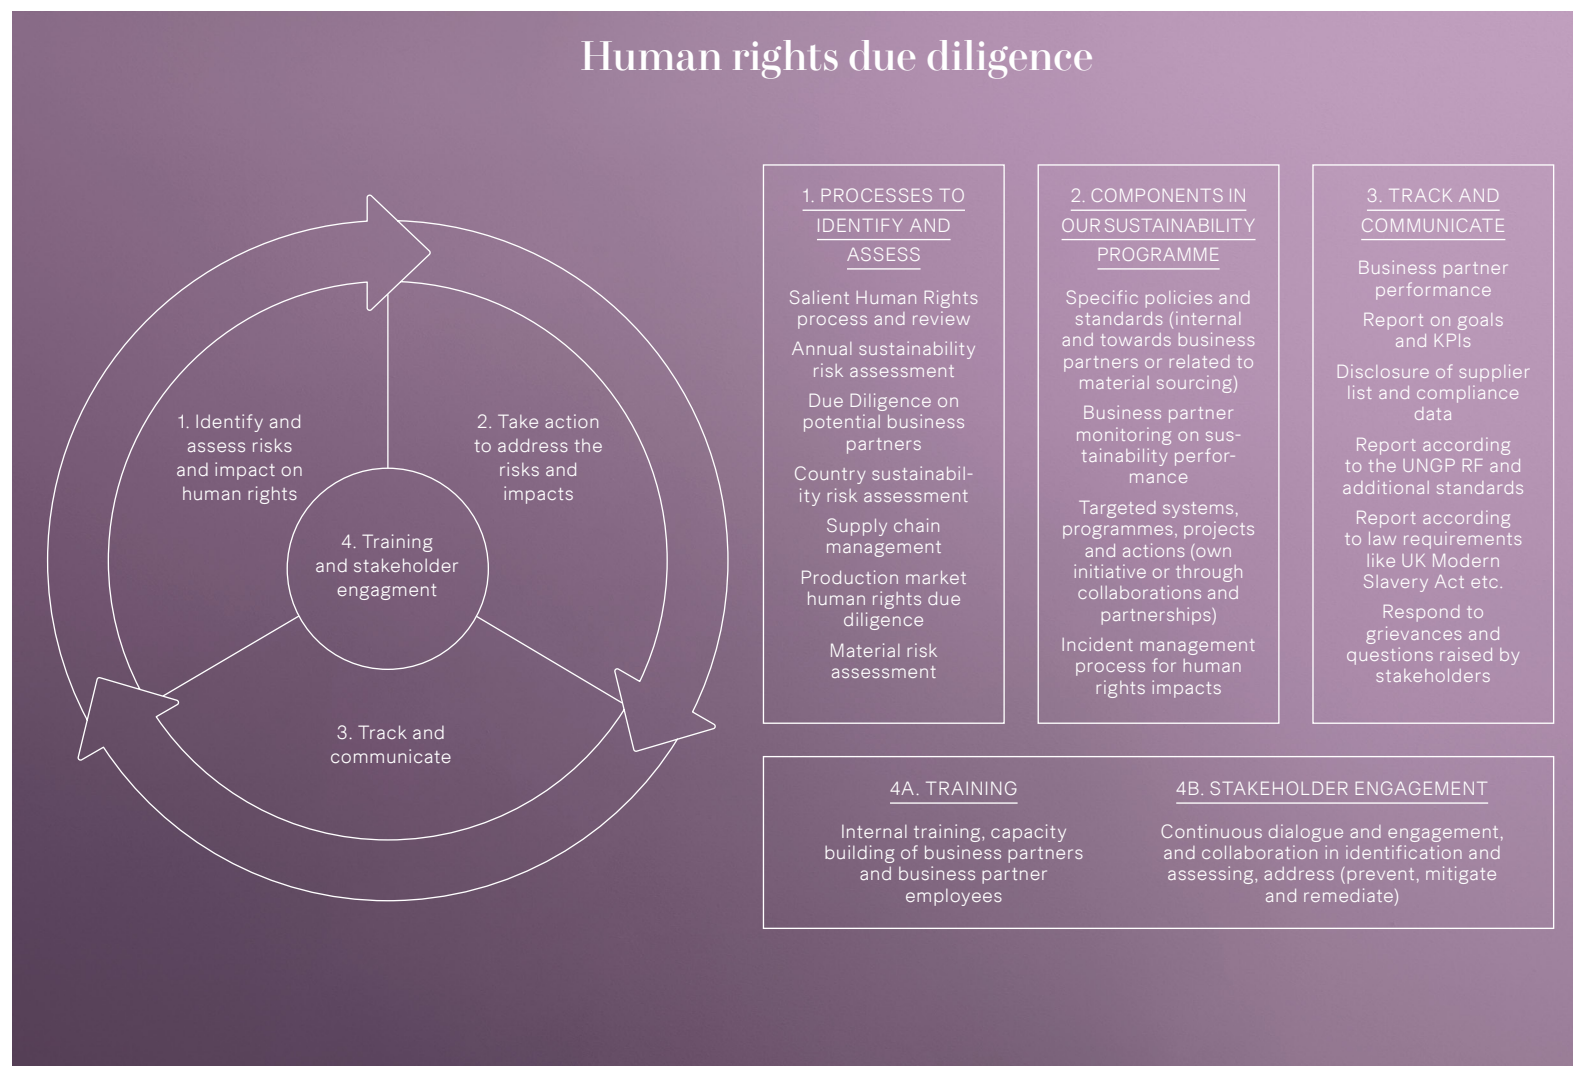 Human rights due diligence
1. Identify and
assess risks
and impact on
human rights
2. Take action
to address the
risks and
impacts
4. Training
and stakeholder
engagment
3. Track and
communicate
1. PROCESSES TO
IDENTIFY AND
ASSESS
Salient Human Rights
process and review
Annual sustainability
risk assessment
Due Diligence on
potential business
partners
Country sustainabil-
ity risk assessment
Supply chain
management
Production market
human rights due
diligence
Material risk
assessment
2. COMPONENTS IN
OUR SUSTAINABILITY
PROGRAMME
Specific policies and
standards (internal
and towards business
partners or related to
material sourcing)
Business partner
monitoring on sus-
tainability perfor-
mance
Targeted systems,
programmes, projects
and actions (own
initiative or through
collaborations and
partnerships)
Incident management
process for human
rights impacts
3. TRACK AND
COMMUNICATE
Business partner
performance
Report on goals
and KPIs
Disclosure of supplier
list and compliance
data
Report according
to the UNGP RF and
additional standards
Report according
to law requirements
like UK Modern
Slavery Act etc.
Respond to
grievances and
questions raised by
stakeholders
4A. TRAINING
Internal training, capacity
building of business partners
and business partner
employees
4B. STAKEHOLDER ENGAGEMENT
Continuous dialogue and engagement,
and collaboration in identification and
assessing, address (prevent, mitigate
and remediate)